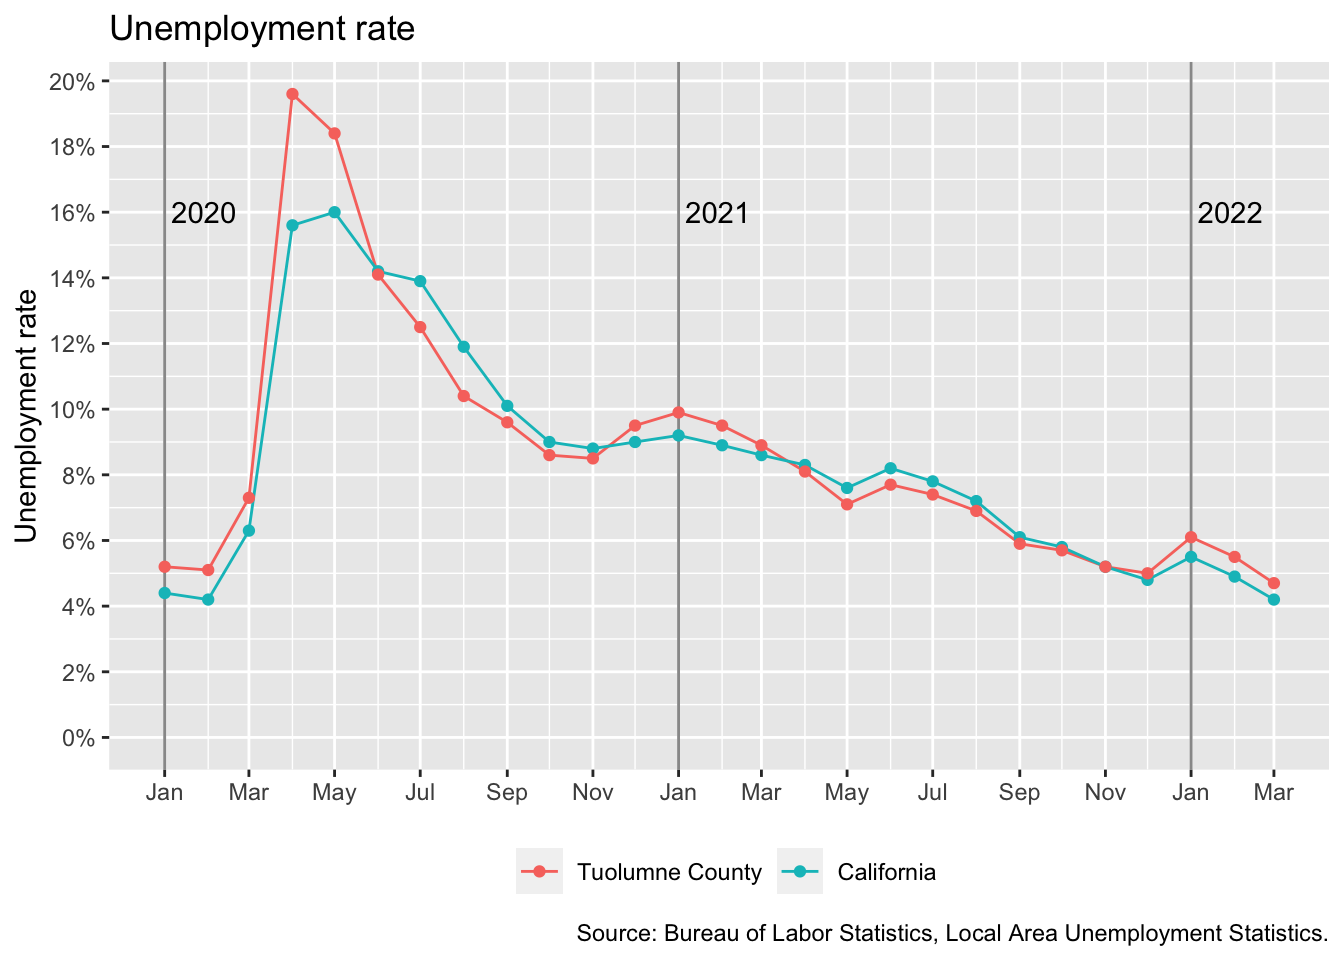 Unemployment rate
Unemployment rate
20%
18%
16%
14%
12%
10%
8%
6%
4%
2%
0%
2020 2021 2022
Jan Mar May Jul Sep Nov Jan Mar May Jul Sep Nov Jan Mar
Tuolumne County California
Source: Bureau of Labor Statistics, Local Area Unemployment Statistics.